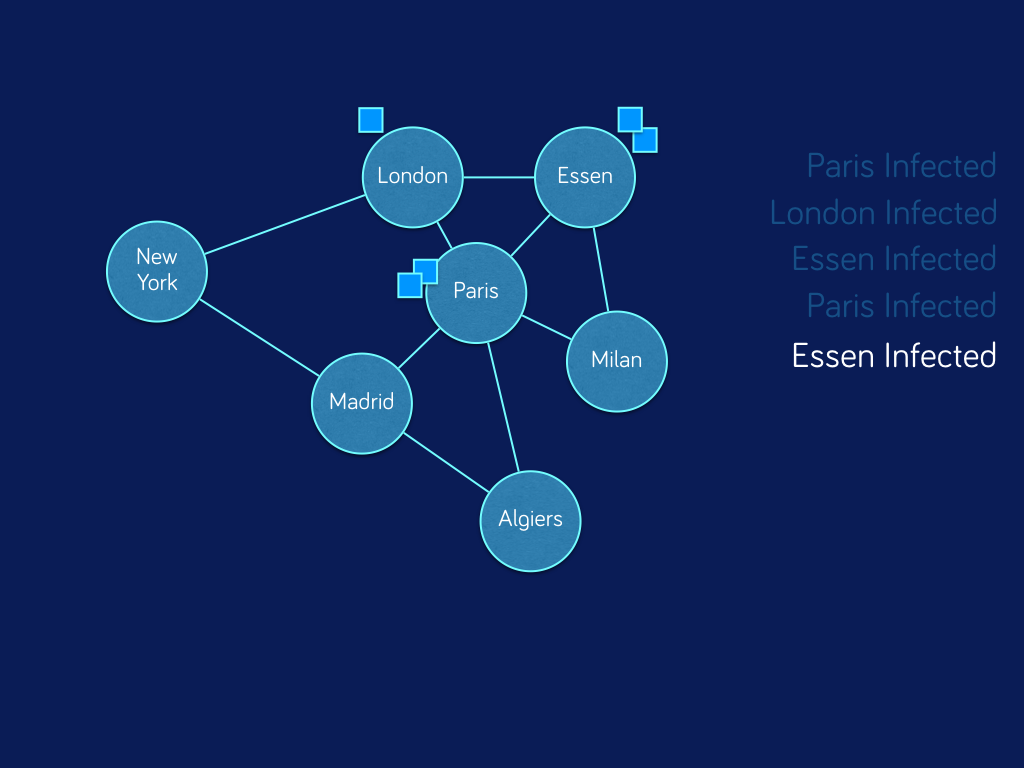 London
Essen
Paris Infected
London Infected
New
York
Essen Infected
Paris
Paris Infected
Milan
Essen Infected
Madrid
Algiers